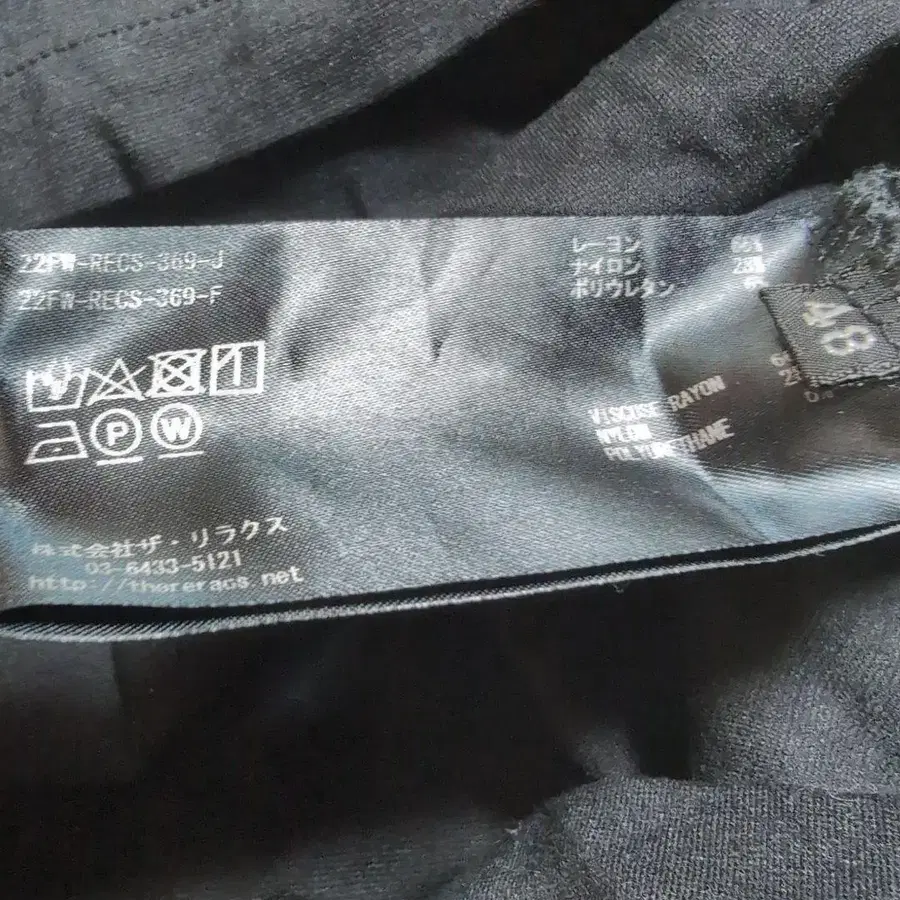 22FW-RECS-369-J
22FW-RECS-369-F
レーヨン 66%
ナイロン 28%
ポリウレタン
48
VISCOSE RAYON
NYLON
POLYURETHANE
P
W
株式会社ザ・リラクス
03-6433-5121
http://thereracs.net